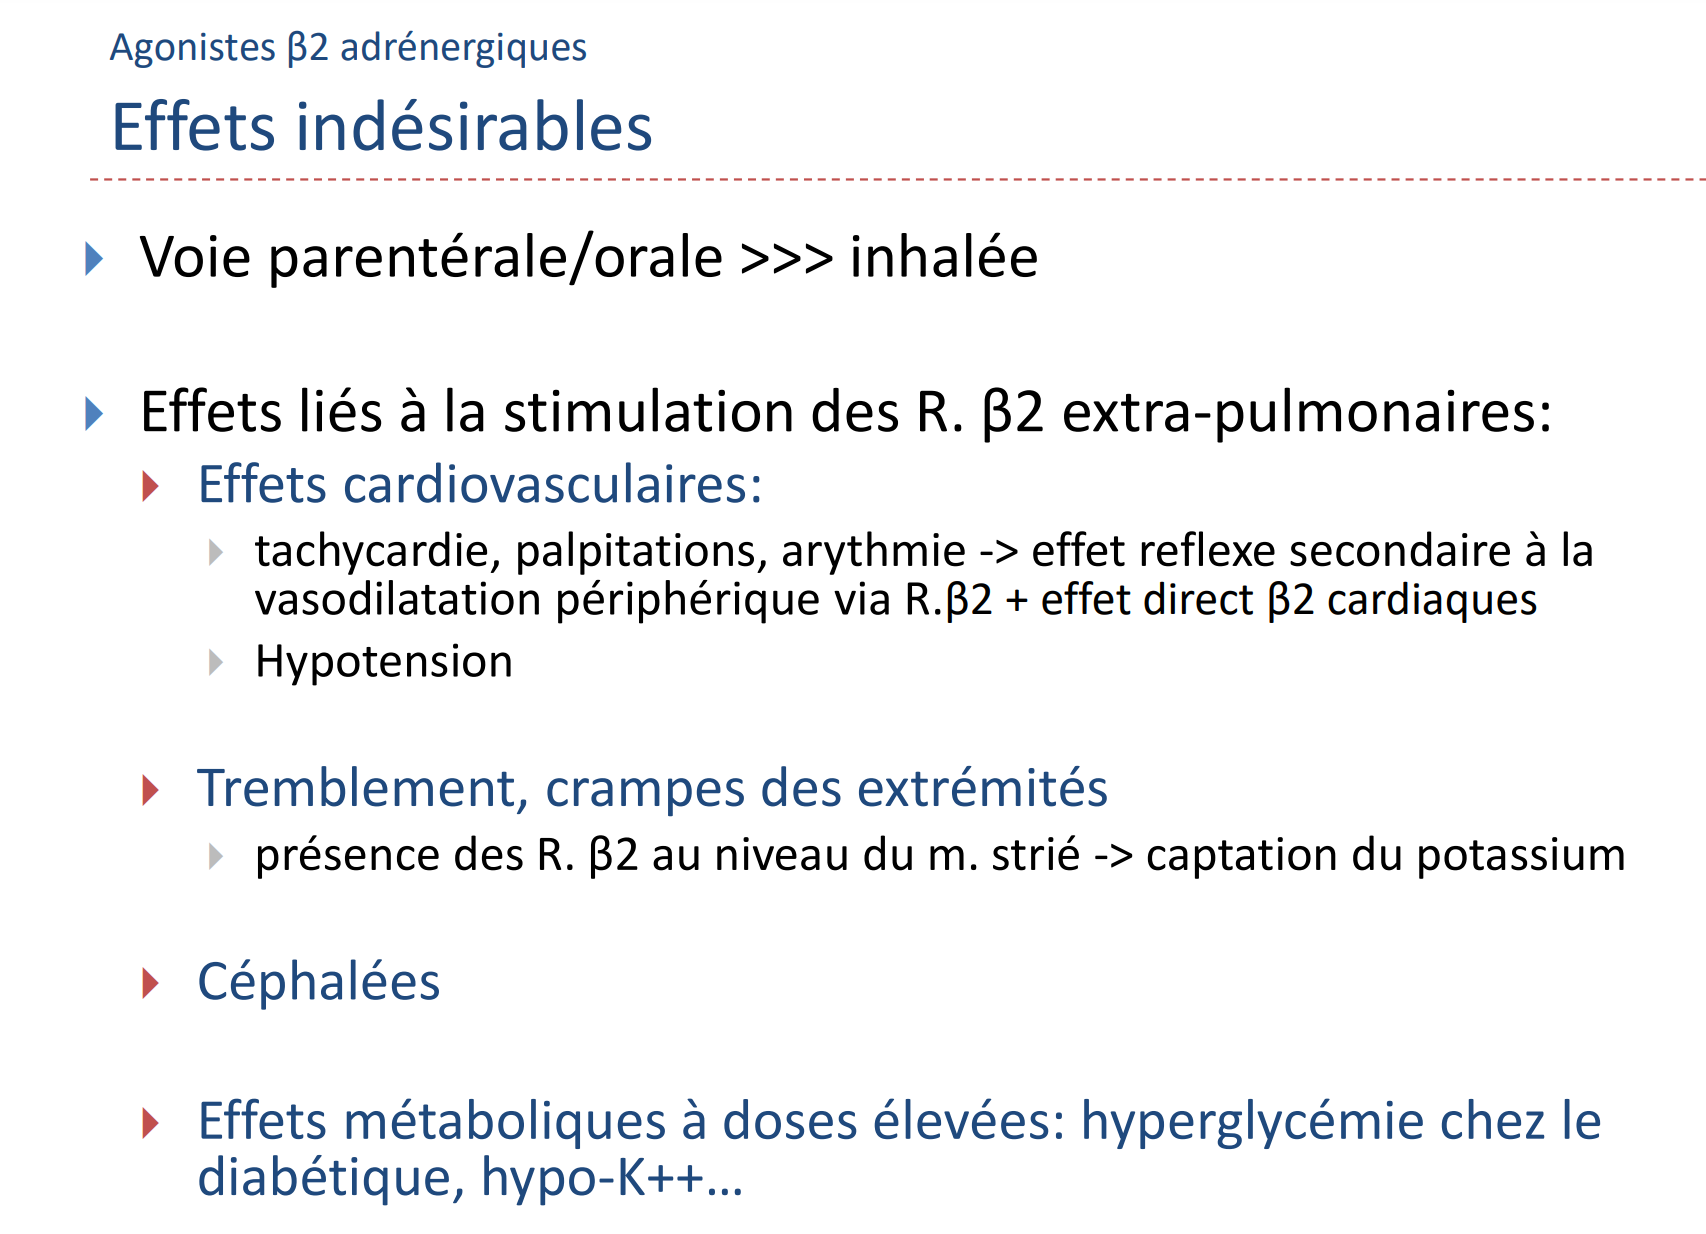 Agonistes β2 adrénergiques
Effets indésirables
Voie parentérale/orale >>> inhalée
Effets liés à la stimulation des R. β2 extra-pulmonaires:
Effets cardiovasculaires:
tachycardie, palpitations, arythmie -> effet reflexe secondaire à la
vasodilatation périphérique via R.β2 + effet direct β2 cardiaques
Hypotension
Tremblement, crampes des extrémités
présence des R. β2 au niveau du m. strié -> captation du potassium
Céphalées
Effets métaboliques à doses élevées: hyperglycémie chez le
diabétique, hypo-K++…